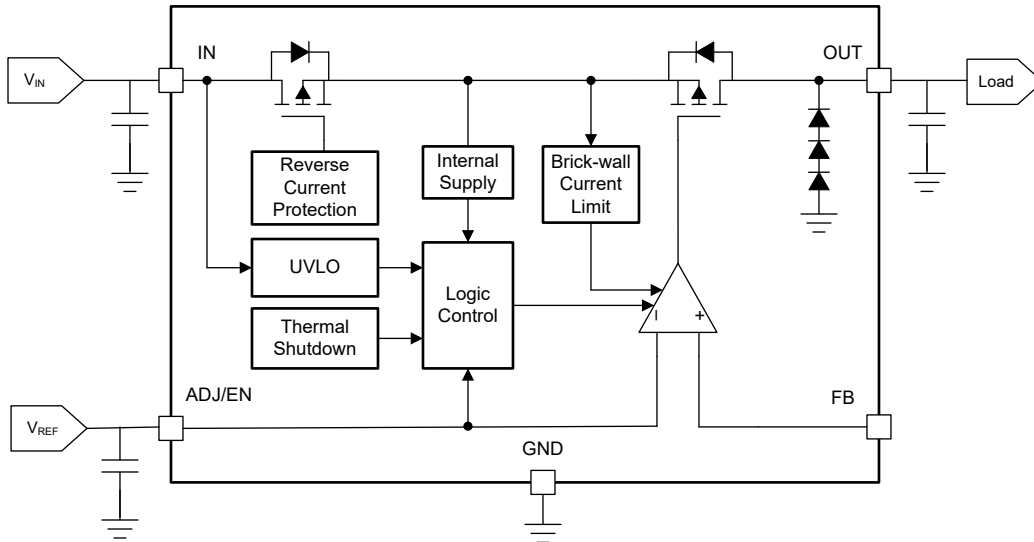 IN
OUT
V_IN
Load
Reverse
Current
Protection
Internal
Supply
Brick-wall
Current
Limit
UVLO
Logic
Control
Thermal
Shutdown
− +
ADJ/EN
FB
V_REF
GND